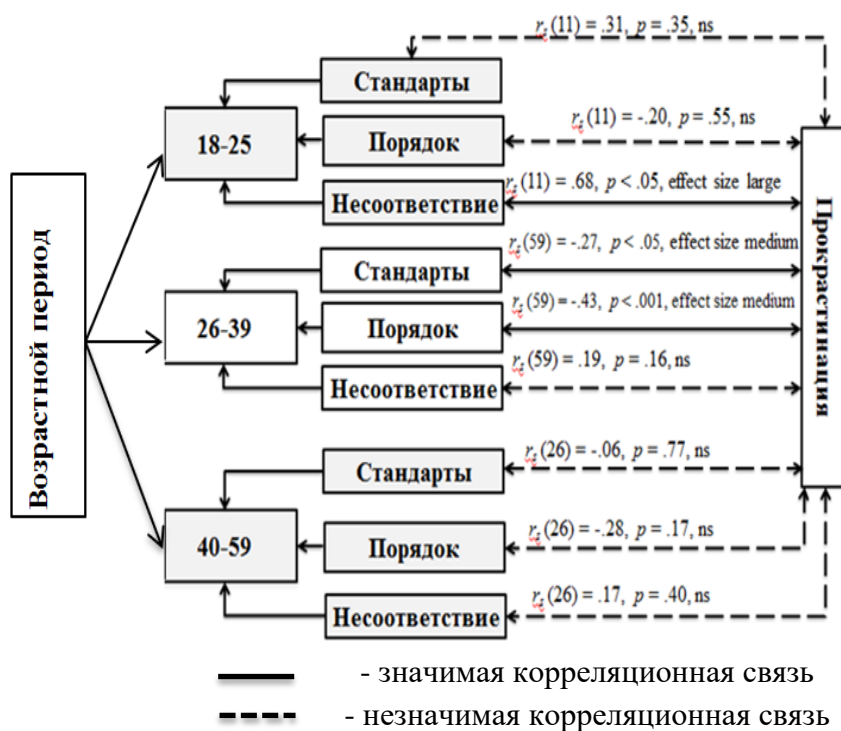 r_s (11) = .31, p = .35, ns
Стандарты
r_s (11) = -.20, p = .55, ns
18-25
Порядок
r_s (11) = .68, p < .05, effect size large
Несоответствие
Возрастной период
Прокрастинация
r_s (59) = -.27, p < .05, effect size medium
Стандарты
r_s (59) = -.43, p < .001, effect size medium
26-39
Порядок
r_s (59) = .19, p = .16, ns
Несоответствие
r_s (26) = -.06, p = .77, ns
Стандарты
r_s (26) = -.28, p = .17, ns
40-59
Порядок
r_s (26) = .17, p = .40, ns
Несоответствие
- значимая корреляционная связь
- незначимая корреляционная связь